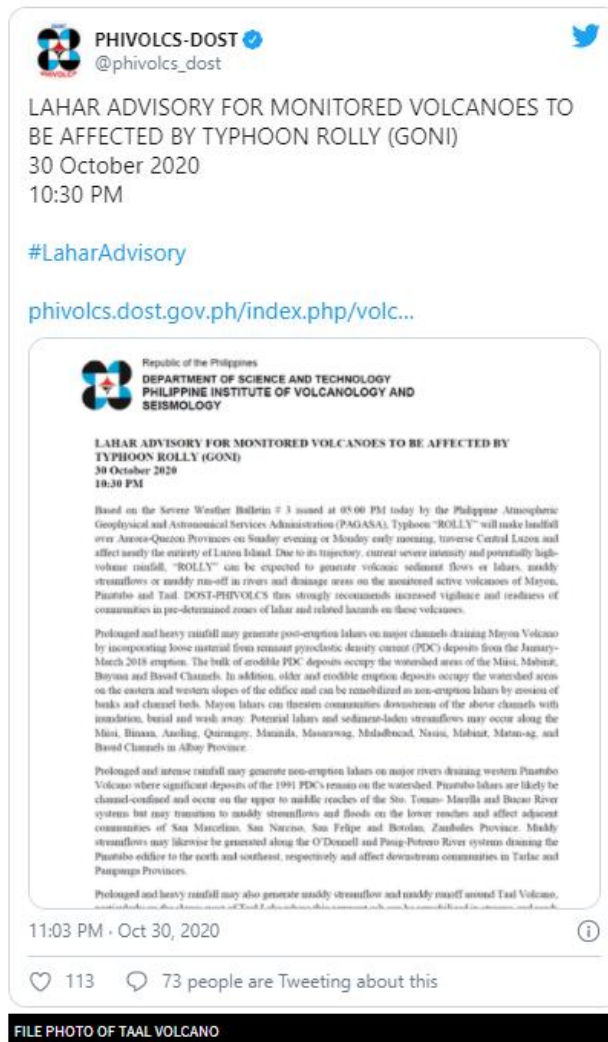 PHIVOLCS-DOST
@phivolcs_dost
LAHAR ADVISORY FOR MONITORED VOLCANOES TO
BE AFFECTED BY TYPHOON ROLLY (GONI)
30 October 2020
10:30 PM
#LaharAdvisory
phivolcs.dost.gov.ph/index.php/volc...
PHIVOLCS
Republic of the Philippines
DEPARTMENT OF SCIENCE AND TECHNOLOGY
PHILIPPINE INSTITUTE OF VOLCANOLOGY AND
SEISMOLOGY
LAHAR ADVISORY FOR MONITORED VOLCANOES TO BE AFFECTED BY
TYPHOON ROLLY (GONI)
30 October 2020
10:30 PM
Based on the Severe Weather Bulletin # 3 issued at 05:00 PM today by the Philippine Atmospheric
Geophysical and Astronomical Services Administration (PAGASA), Typhoon “ROLLY” will make landfall
over Aurora-Quezon Provinces on Sunday evening or Monday early morning, traverse Central Luzon and
affect nearly the entirety of Luzon Island. Due to its trajectory, current severe intensity and potentially high-
volume rainfall, “ROLLY” can be expected to generate volcanic sediment flows or lahars, muddy
streamflows or muddy run-off in rivers and drainage areas on the monitored active volcanoes of Mayon,
Pinatubo and Taal. DOST-PHIVOLCS thus strongly recommends increased vigilance and readiness of
communities in pre-determined zones of lahar and related hazards on these volcanoes.
Prolonged and heavy rainfall may generate post-eruption lahars on major channels draining Mayon Volcano
by incorporating loose material from remnant pyroclastic density current (PDC) deposits from the January-
March 2018 eruption. The bulk of erodible PDC deposits occupy the watershed areas of the Miisi, Mabinit,
Buyuan and Basud Channels. In addition, older and erodible eruption deposits occupy the watershed areas
on the eastern and western slopes of the edifice and can be remobilized as non-eruption lahars by erosion of
banks and channel beds. Mayon lahars can threaten communities downstream of the above channels with
inundation, burial and wash away. Potential lahars and sediment-laden streamflows may occur along the
Miisi, Binaan, Anoling, Quirangay, Maninila, Masarawag, Muladbucad, Nasisi, Mabinit, Matan-ag, and
Basud Channels in Albay Province.
Prolonged and intense rainfall may generate non-eruption lahars on major rivers draining western Pinatubo
Volcano where significant deposits of the 1991 PDCs remain on the watershed. Pinatubo lahars are likely be
channel-confined and occur on the upper to middle reaches of the Sto. Tomas- Marella and Bucao River
systems but may transition to muddy streamflows and floods on the lower reaches and affect adjacent
communities of San Marcelino, San Narciso, San Felipe and Botolan, Zambales Province. Muddy
streamflows may likewise be generated along the O’Donnell and Pasig-Potrero River systems draining the
Pinatubo edifice to the north and southeast, respectively and affect downstream communities in Tarlac and
Pampanga Provinces.
Prolonged and heavy rainfall may also generate muddy streamflow and muddy runoff around Taal Volcano,
11:03 PM · Oct 30, 2020
113
73 people are Tweeting about this
FILE PHOTO OF TAAL VOLCANO